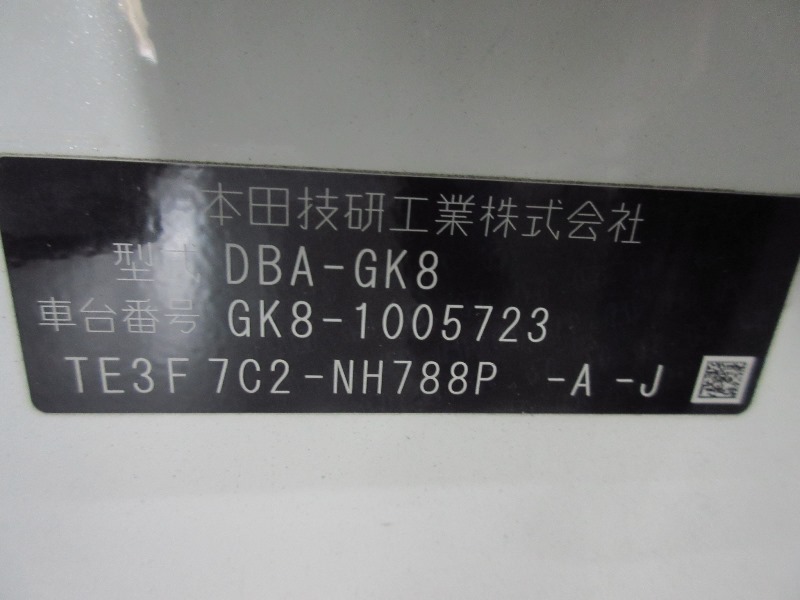 本田技研工業株式会社
型式 DBA-GK8
車台番号 GK8-1005723
TE3F 7C2-NH788P -A -J